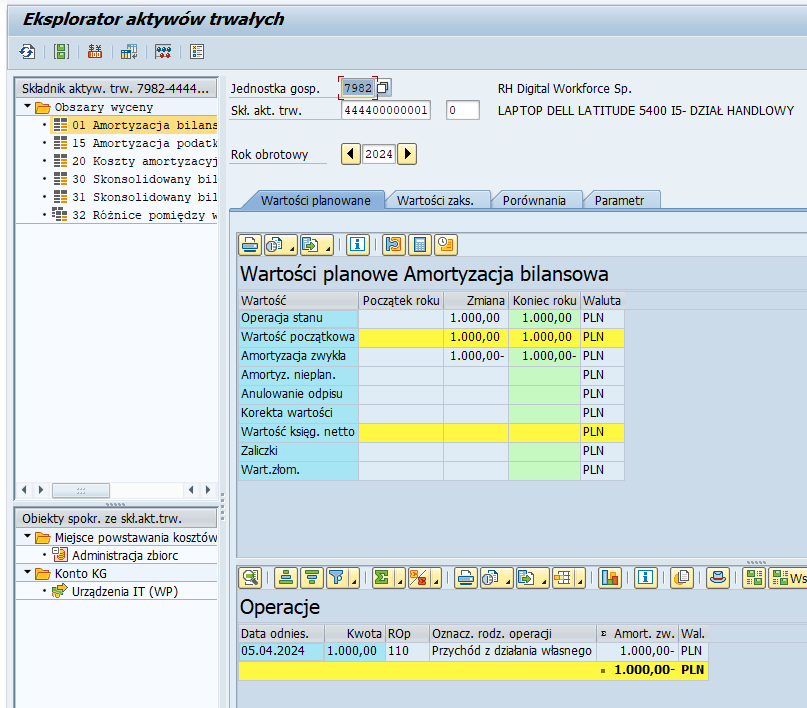 Eksplorator aktywów trwałych
Składnik aktyw. trw. 7982-4444...
Obszary wyceny
01 Amortyzacja bilans
15 Amortyzacja podatk
20 Koszty amortyzacyj
30 Skonsolidowany bil
31 Skonsolidowany bil
32 Różnice pomiędzy w
Obiekty spokr. ze skł.akt.trw.
Miejsce powstawania kosztów
Administracja zbiorc
Konto KG
Urządzenia IT (WP)
Jednostka gosp. 7982 RH Digital Workforce Sp.
Skł. akt. trw. 444400000001 0 LAPTOP DELL LATITUDE 5400 I5- DZIAŁ HANDLOWY
Rok obrotowy 2024
Wartości planowane Wartości zaks. Porównania Parametr
Wartości planowe Amortyzacja bilansowa
Wartość Początek roku Zmiana Koniec roku Waluta
Operacja stanu 1.000,00 1.000,00 PLN
Wartość początkowa 1.000,00 1.000,00 PLN
Amortyzacja zwykła 1.000,00- 1.000,00- PLN
Amortyz. nieplan. PLN
Anulowanie odpisu PLN
Korekta wartości PLN
Wartość księg. netto PLN
Zaliczki PLN
Wart.złom. PLN
Ws
Operacje
Data odnies. Kwota ROp Oznacz. rodz. operacji Σ Amort. zw. Wal.
05.04.2024 1.000,00 110 Przychód z działania własnego 1.000,00- PLN
1.000,00- PLN